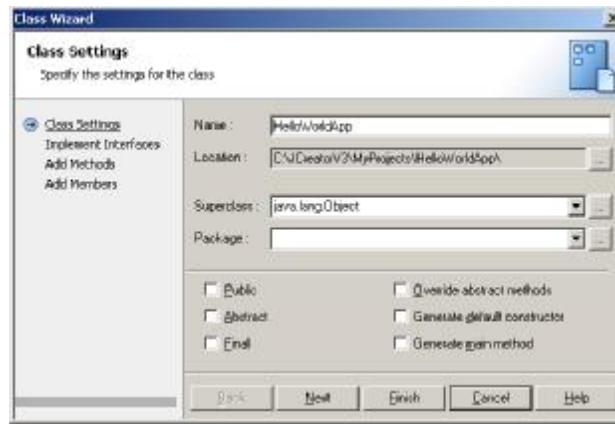 Class Wizard
Class Settings
Specify the settings for the class
Class Settings
Implement Interfaces
Add Methods
Add Members
Name : HelloWorldApp
Location : C:\JCreatorV3\MyProjects\HelloWorldApp\
...
Superclass : java.lang.Object
...
Package :
...
Public
Override abstract methods
Abstract
Generate default constructor
Final
Generate main method
Back Next Finish Cancel Help